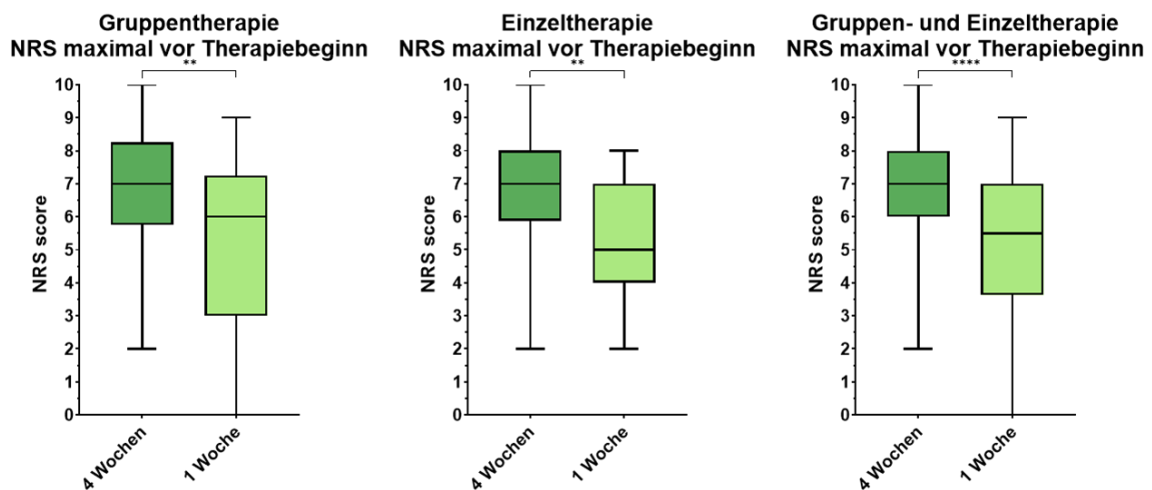 Gruppentherapie
NRS maximal vor Therapiebeginn
**
10
9
8
7
6
5
4
3
2
1
0
NRS score
4 Wochen
1 Woche
Einzeltherapie
NRS maximal vor Therapiebeginn
**
10
9
8
7
6
5
4
3
2
1
0
NRS score
4 Wochen
1 Woche
Gruppen- und Einzeltherapie
NRS maximal vor Therapiebeginn
****
10
9
8
7
6
5
4
3
2
1
0
NRS score
4 Wochen
1 Woche